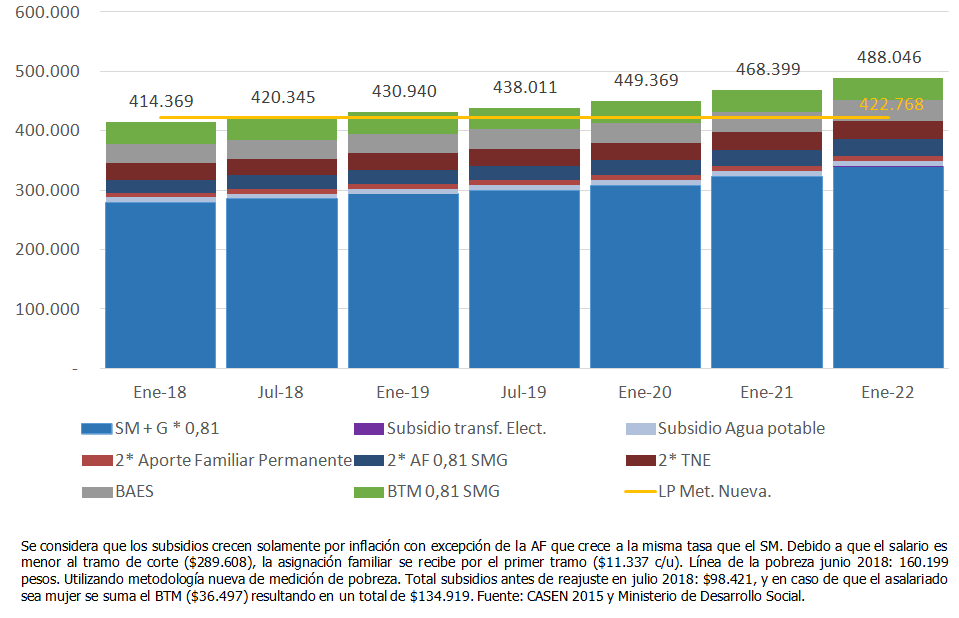 600.000
500.000
400.000
300.000
200.000
100.000
-
414.369
420.345
430.940
438.011
449.369
468.399
488.046
422.768
Ene-18 Jul-18 Ene-19 Jul-19 Ene-20 Ene-21 Ene-22
SM + G * 0,81 Subsidio transf. Elect. Subsidio Agua potable
2* Aporte Familiar Permanente 2* AF 0,81 SMG 2* TNE
BAES BTM 0,81 SMG LP Met. Nueva.
Se considera que los subsidios crecen solamente por inflación con excepción de la AF que crece a la misma tasa que el SM. Debido a que el salario es
menor al tramo de corte ($289.608), la asignación familiar se recibe por el primer tramo ($11.337 c/u). Línea de la pobreza junio 2018: 160.199
pesos. Utilizando metodología nueva de medición de pobreza. Total subsidios antes de reajuste en julio 2018: $98.421, y en caso de que el asalariado
sea mujer se suma el BTM ($36.497) resultando en un total de $134.919. Fuente: CASEN 2015 y Ministerio de Desarrollo Social.